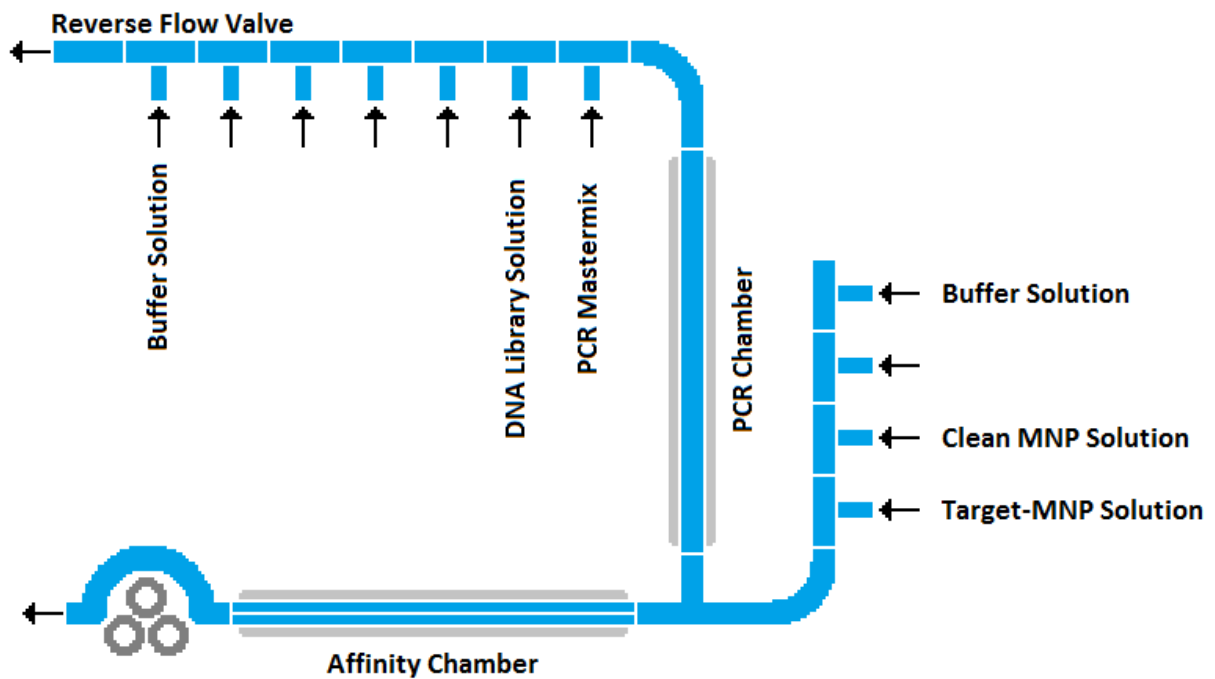 Reverse Flow Valve
Buffer Solution
DNA Library Solution
PCR Mastermix
PCR Chamber
Buffer Solution
Clean MNP Solution
Target-MNP Solution
Affinity Chamber